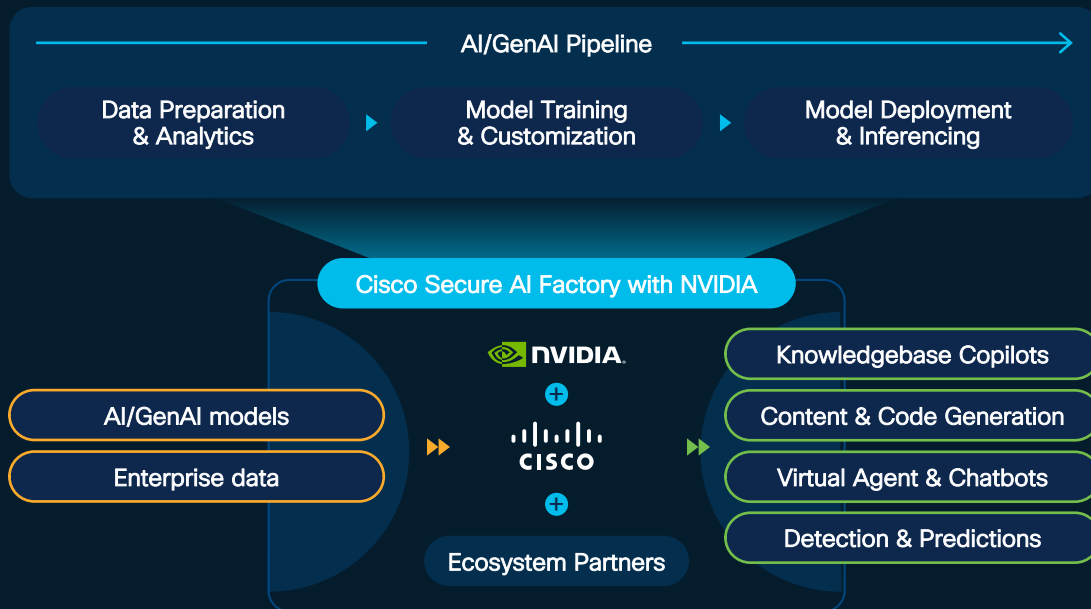 AI/GenAI Pipeline
Data Preparation
& Analytics
Model Training
& Customization
Model Deployment
& Inferencing
Cisco Secure AI Factory with NVIDIA
NVIDIA.
CISCO
Ecosystem Partners
AI/GenAI models
Enterprise data
Knowledgebase Copilots
Content & Code Generation
Virtual Agent & Chatbots
Detection & Predictions